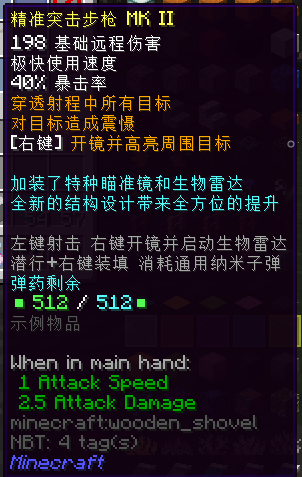 精准突击步枪 MK II
198 基础远程伤害
极快使用速度
40% 暴击率
穿透射程中所有目标
对目标造成震慑
[右键] 开镜并高亮周围目标
加装了特种瞄准镜和生物雷达
全新的结构设计带来全方位的提升
左键射击 右键开镜并启动生物雷达
潜行+右键装填 消耗通用纳米子弹
弹药剩余
512 / 512
示例物品
When in main hand:
1 Attack Speed
2.5 Attack Damage
minecraft:wooden_shovel
NBT: 4 tag(s)
Minecraft